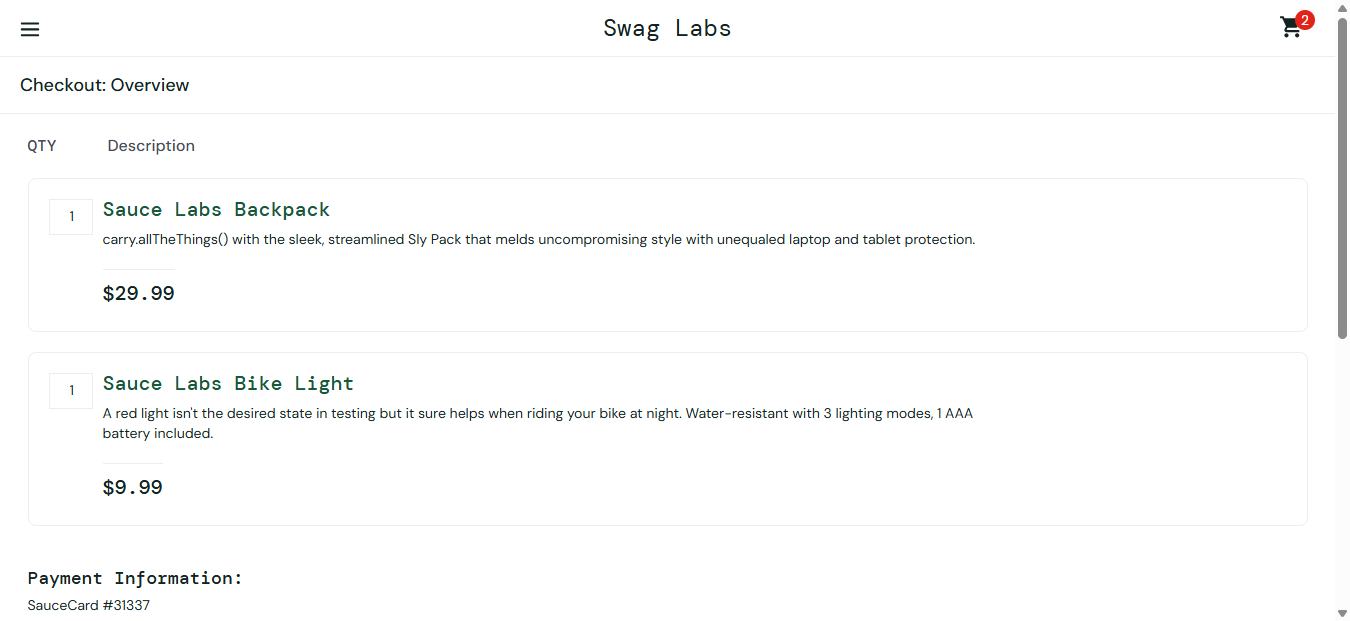 Swag Labs
2
Checkout: Overview
QTY Description
1
Sauce Labs Backpack
carry.allTheThings() with the sleek, streamlined Sly Pack that melds uncompromising style with unequaled laptop and tablet protection.
$29.99
1
Sauce Labs Bike Light
A red light isn't the desired state in testing but it sure helps when riding your bike at night. Water-resistant with 3 lighting modes, 1 AAA
battery included.
$9.99
Payment Information:
SauceCard #31337